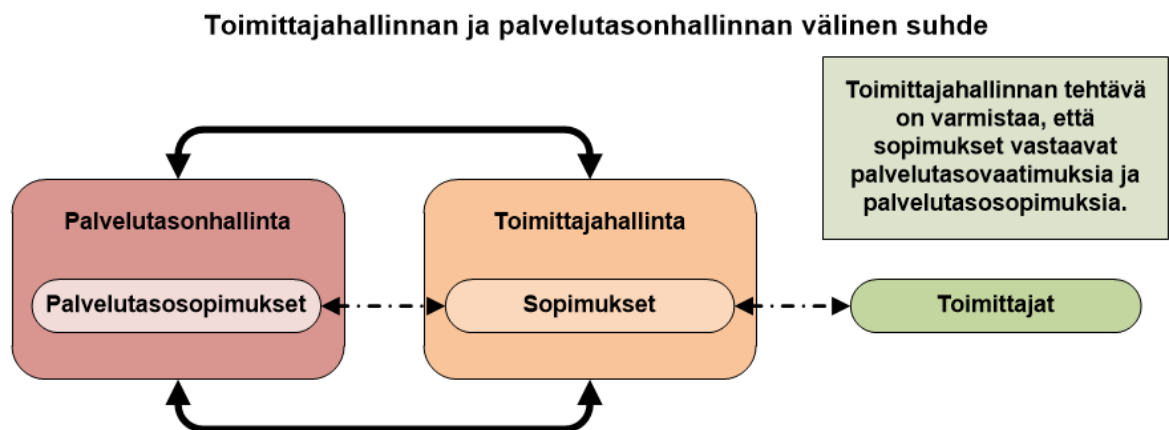 Toimittajahallinnan ja palvelutasonhallinnan välinen suhde
Toimittajahallinnan tehtävä
on varmistaa, että
sopimukset vastaavat
palvelutasovaatimuksia ja
palvelutasosopimuksia.
Palvelutasonhallinta
Toimittajahallinta
Palvelutasosopimukset
Sopimukset
Toimittajat